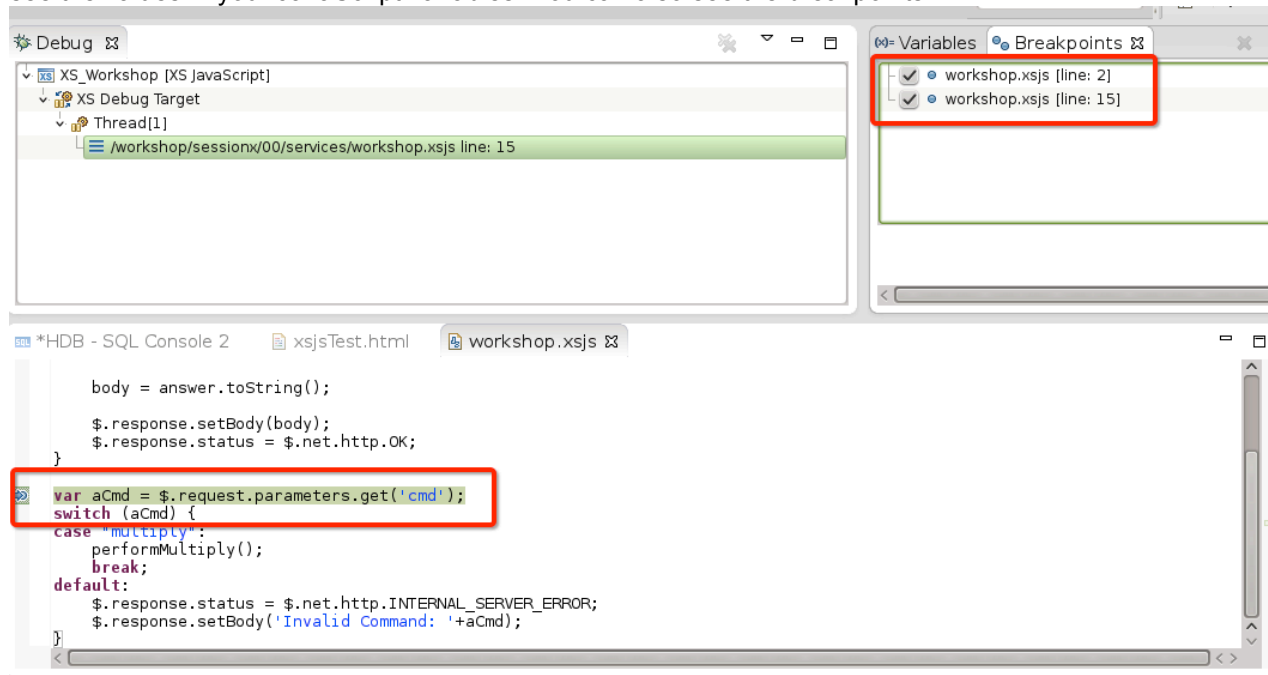 Debug
XS_Workshop [XS JavaScript]
XS Debug Target
Thread[1]
/workshop/sessionx/00/services/workshop.xsjs line: 15
(x)= Variables
Breakpoints
workshop.xsjs [line: 2]
workshop.xsjs [line: 15]
SQL *HDB - SQL Console 2
xsjsTest.html
workshop.xsjs
body = answer.toString();
$.response.setBody(body);
$.response.status = $.net.http.OK;
}
var aCmd = $.request.parameters.get('cmd');
switch (aCmd) {
case "multiply":
performMultiply();
break;
default:
$.response.status = $.net.http.INTERNAL_SERVER_ERROR;
$.response.setBody('Invalid Command: '+aCmd);
}